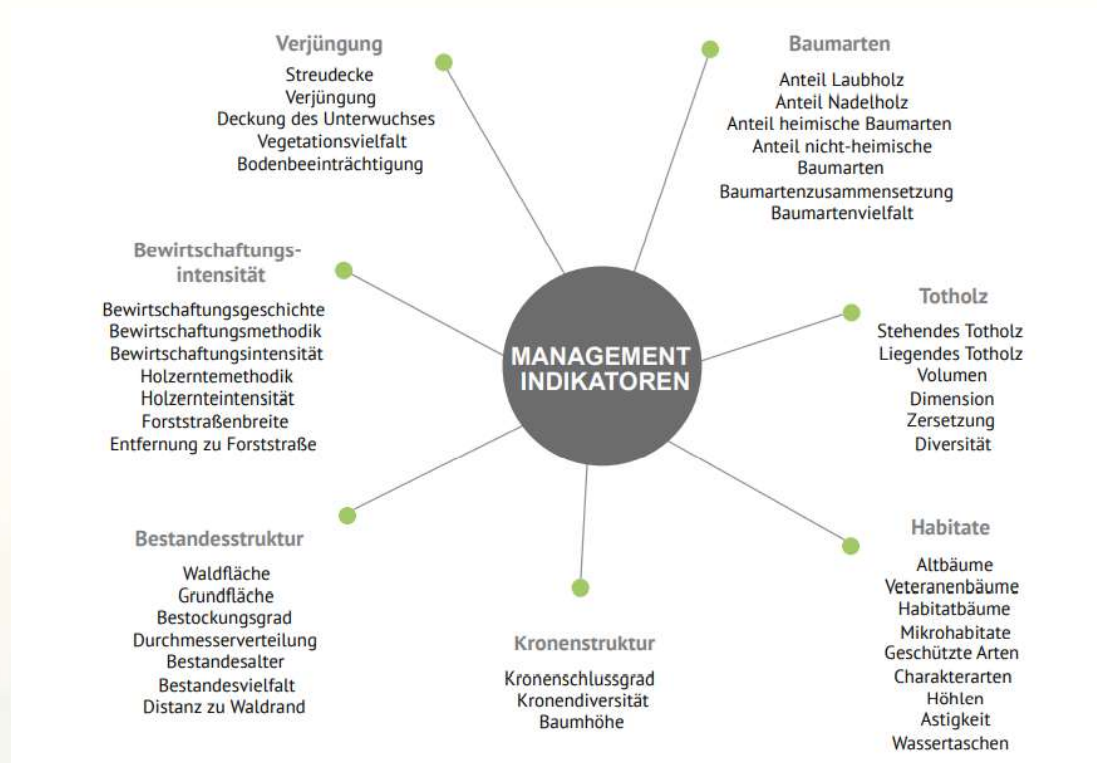 Verjüngung
Streudecke
Verjüngung
Deckung des Unterwuchses
Vegetationsvielfalt
Bodenbeeinträchtigung
Baumarten
Anteil Laubholz
Anteil Nadelholz
Anteil heimische Baumarten
Anteil nicht-heimische
Baumarten
Baumartenzusammensetzung
Baumartenvielfalt
Bewirtschaftungs-
intensität
Bewirtschaftungsgeschichte
Bewirtschaftungsmethodik
Bewirtschaftungsintensität
Holzerntemethodik
Holzernteintensität
Forststraßenbreite
Entfernung zu Forststraße
MANAGEMENT
INDIKATOREN
Totholz
Stehendes Totholz
Liegendes Totholz
Volumen
Dimension
Zersetzung
Diversität
Bestandesstruktur
Waldfläche
Grundfläche
Bestockungsgrad
Durchmesserverteilung
Bestandesalter
Bestandesvielfalt
Distanz zu Waldrand
Kronenstruktur
Kronenschlussgrad
Kronendiversität
Baumhöhe
Habitate
Altbäume
Veteranenbäume
Habitatbäume
Mikrohabitate
Geschützte Arten
Charakterarten
Höhlen
Astigkeit
Wassertaschen